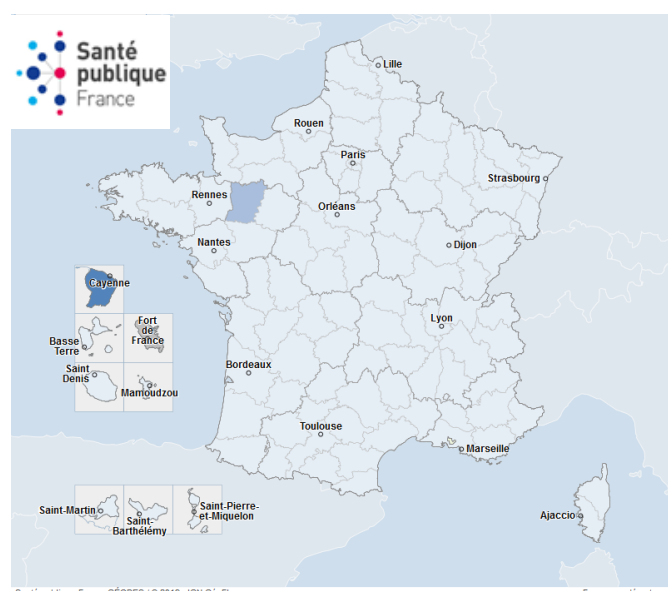 Santé
publique
France
Lille
Rouen
Paris
Strasbourg
Rennes
Orléans
Nantes
Dijon
Cayenne
Fort
de
France
Basse
Terre
Lyon
Saint
Denis
Mamoudzou
Bordeaux
Toulouse
Marseille
Saint-Martin
Saint-
Barthélémy
Saint-Pierre-
et-Miquelon
Ajaccio